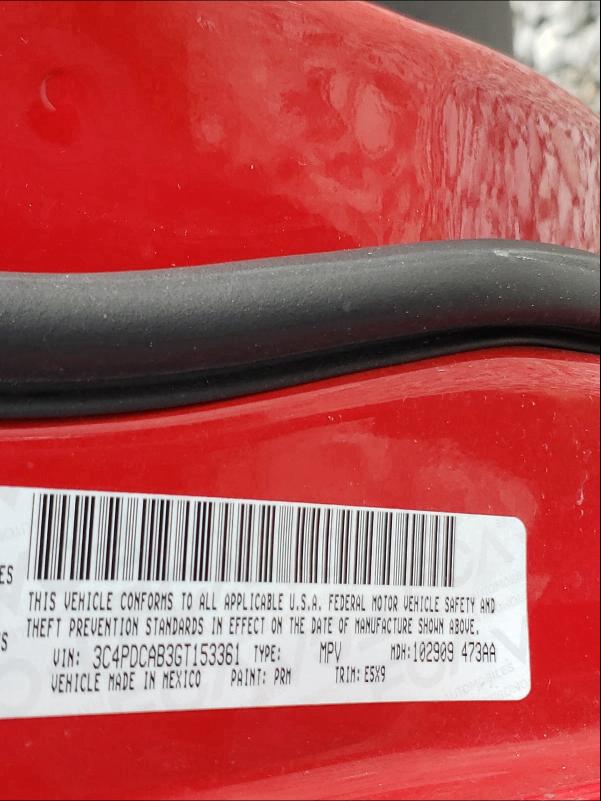 ES
THIS VEHICLE CONFORMS TO ALL APPLICABLE U.S.A. FEDERAL MOTOR VEHICLE SAFETY AND
TS THEFT PREVENTION STANDARDS IN EFFECT ON THE DATE OF MANUFACTURE SHOWN ABOVE.
VIN: 3C4PDCAB3GT153361 TYPE: MPV MDH: 102909 473AA
VEHICLE MADE IN MEXICO PAINT: PRM TRIM: E5X9